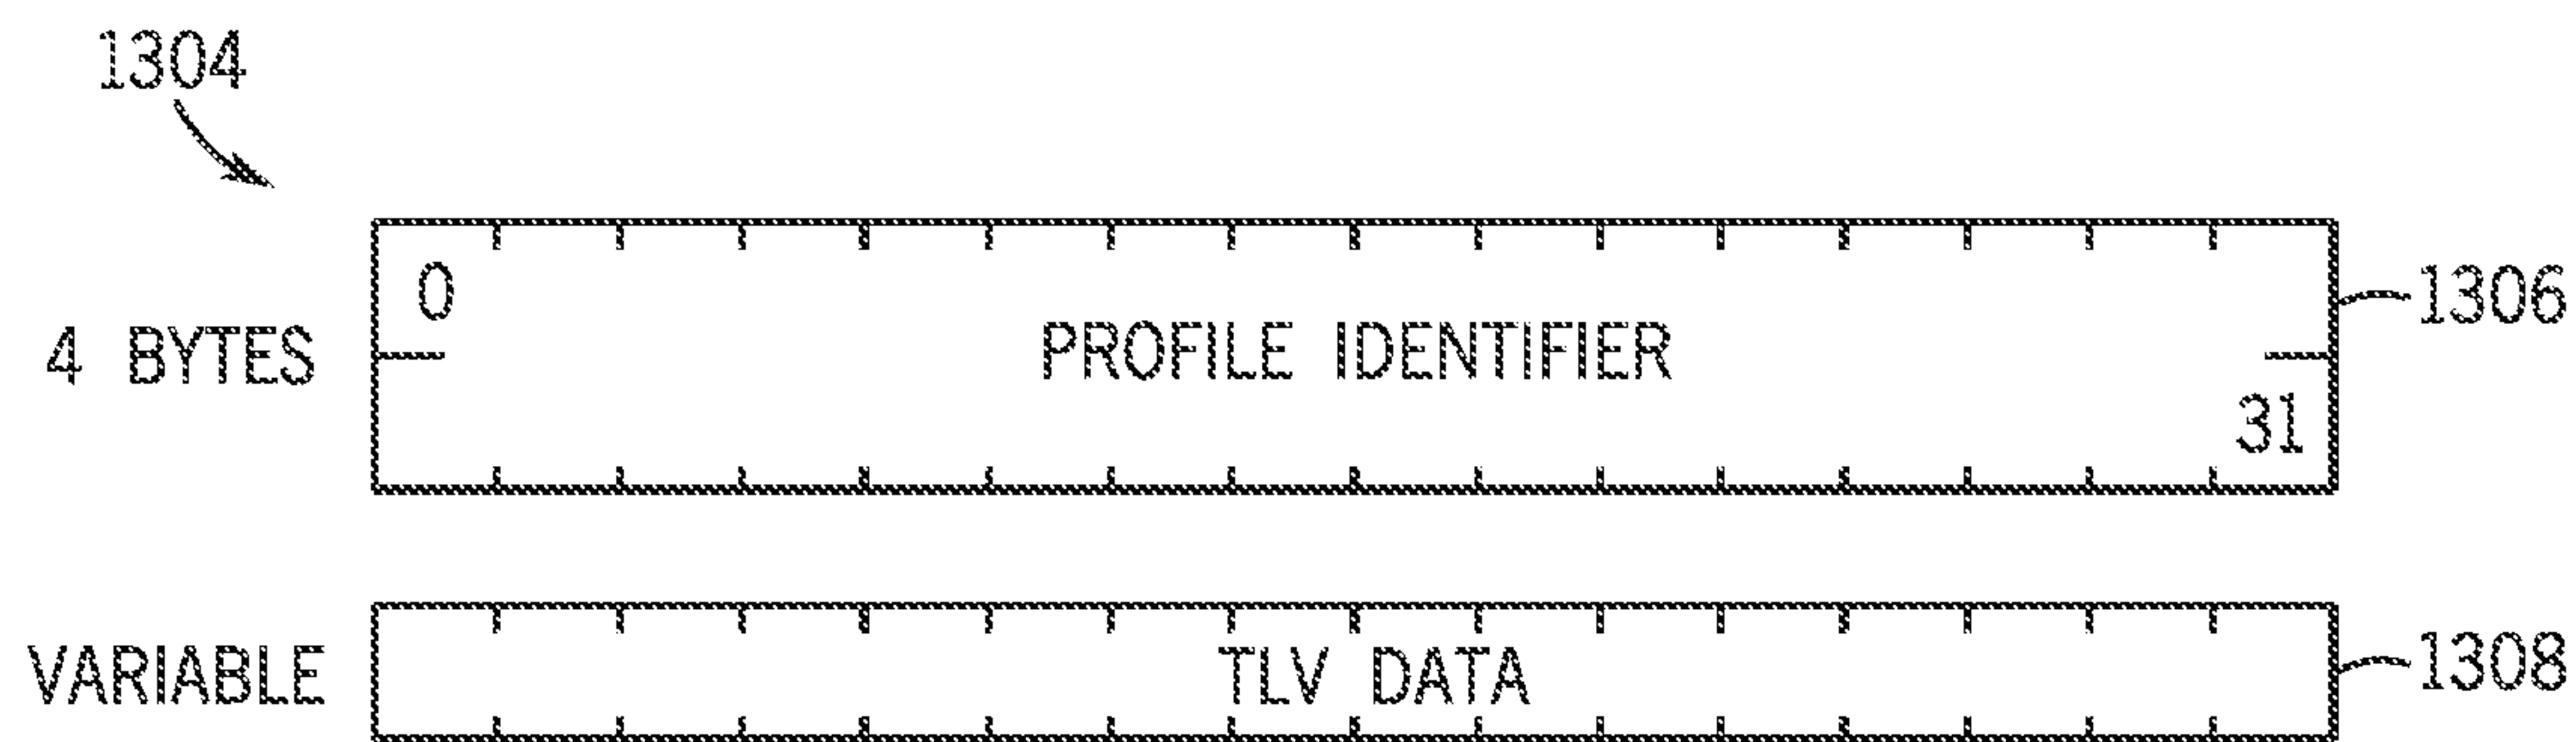 1304
0
1306
4 BYTES PROFILE IDENTIFIER
31
VARIABLE TLV DATA 1308